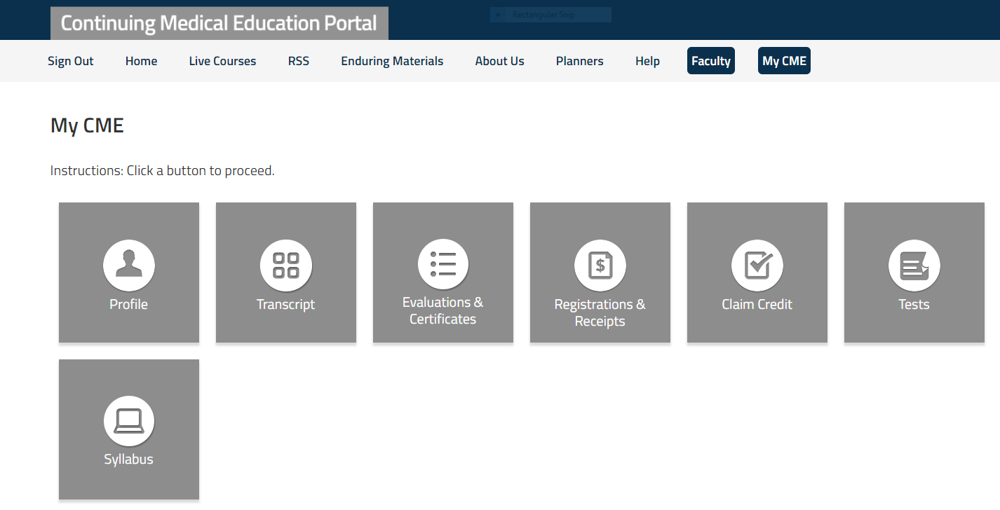 Continuing Medical Education Portal
Rectangular Snip
Sign Out Home Live Courses RSS Enduring Materials About Us Planners Help Faculty My CME
My CME
Instructions: Click a button to proceed.
Profile
Transcript
Evaluations &
Certificates
Registrations &
Receipts
Claim Credit
Tests
Syllabus